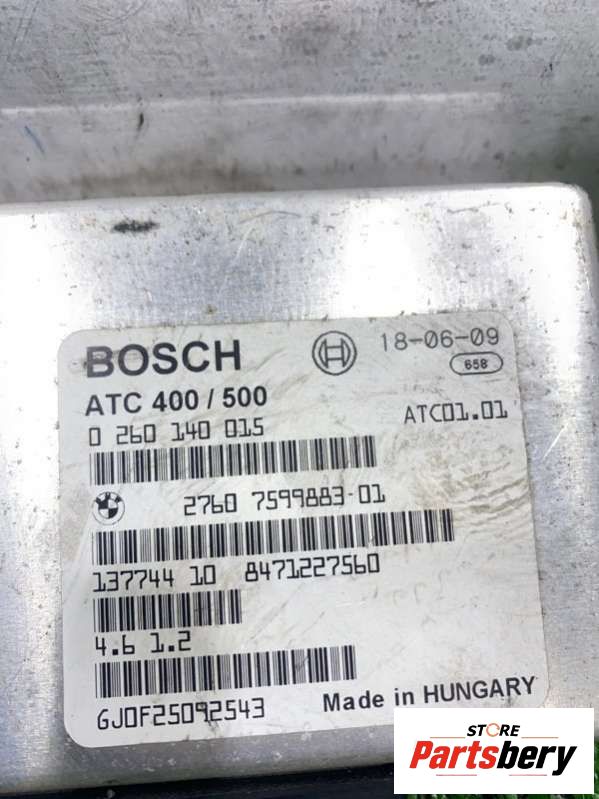 BOSCH
18-06-09
658
ATC 400 / 500
0 260 140 015
ATC01.01
2760 7599883-01
137744 10 8471227560
4.6 1.2
GJ0F25092543
Made in HUNGARY
STORE
Partsbery